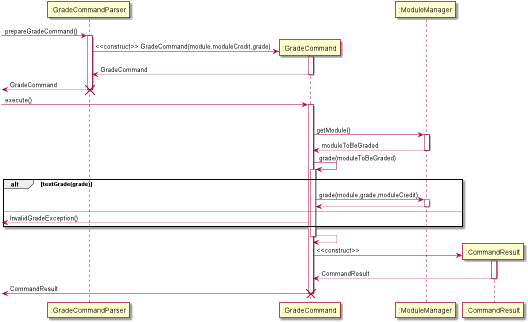 :GradeCommandParser
:ModuleManager
prepareGradeCommand()
<<construct>> GradeCommand(module,moduleCredit,grade)
:GradeCommand
GradeCommand
GradeCommand
execute()
getModule()
moduleToBeGraded
grade(moduleToBeGraded)
alt [testGrade(grade)]
grade(module,grade,moduleCredit)
InvalidGradeException()
<<construct>>
:CommandResult
CommandResult
CommandResult
:GradeCommandParser
:GradeCommand
:ModuleManager
:CommandResult